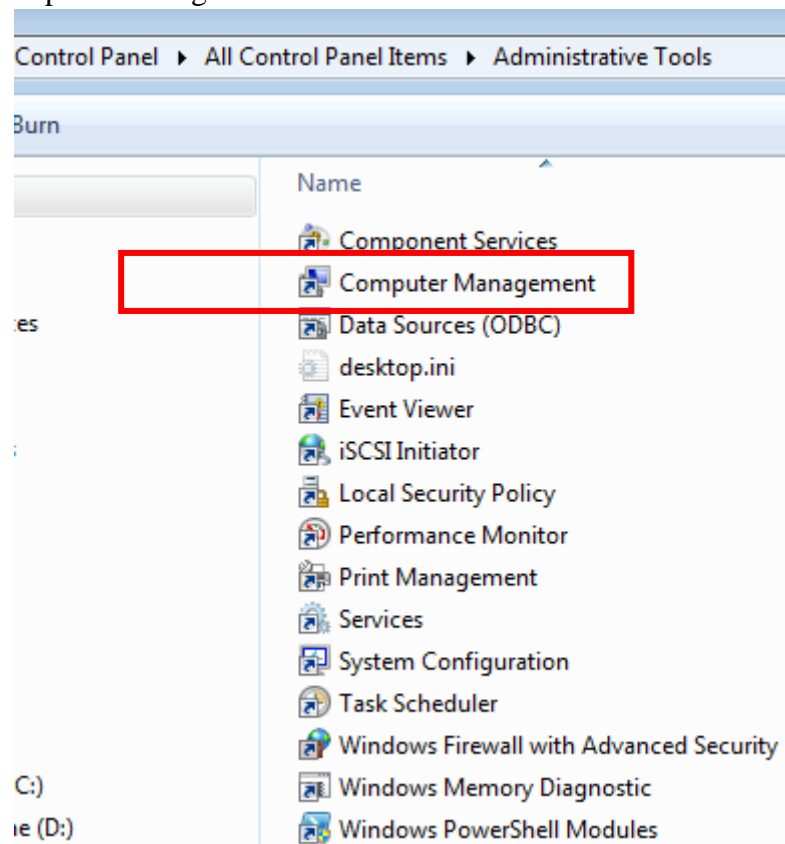 Control Panel ▸ All Control Panel Items ▸ Administrative Tools
Burn
Name
Component Services
Computer Management
Data Sources (ODBC)
desktop.ini
Event Viewer
iSCSI Initiator
Local Security Policy
Performance Monitor
Print Management
Services
System Configuration
Task Scheduler
Windows Firewall with Advanced Security
C:)
Windows Memory Diagnostic
(D:)
Windows PowerShell Modules